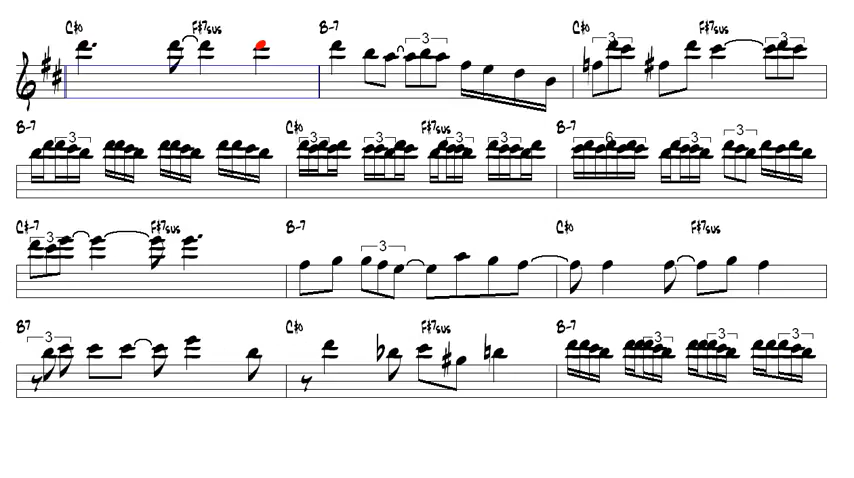 C#ø F#7sus B-7 C#ø F#7sus
3 3 3
B-7 C#ø F#7sus B-7
3 3 3 3 3 6 3 3
C#-7 F#7sus B-7 C#ø F#7sus
3 3
B7 C#ø F#7sus B-7
3 3 3 3